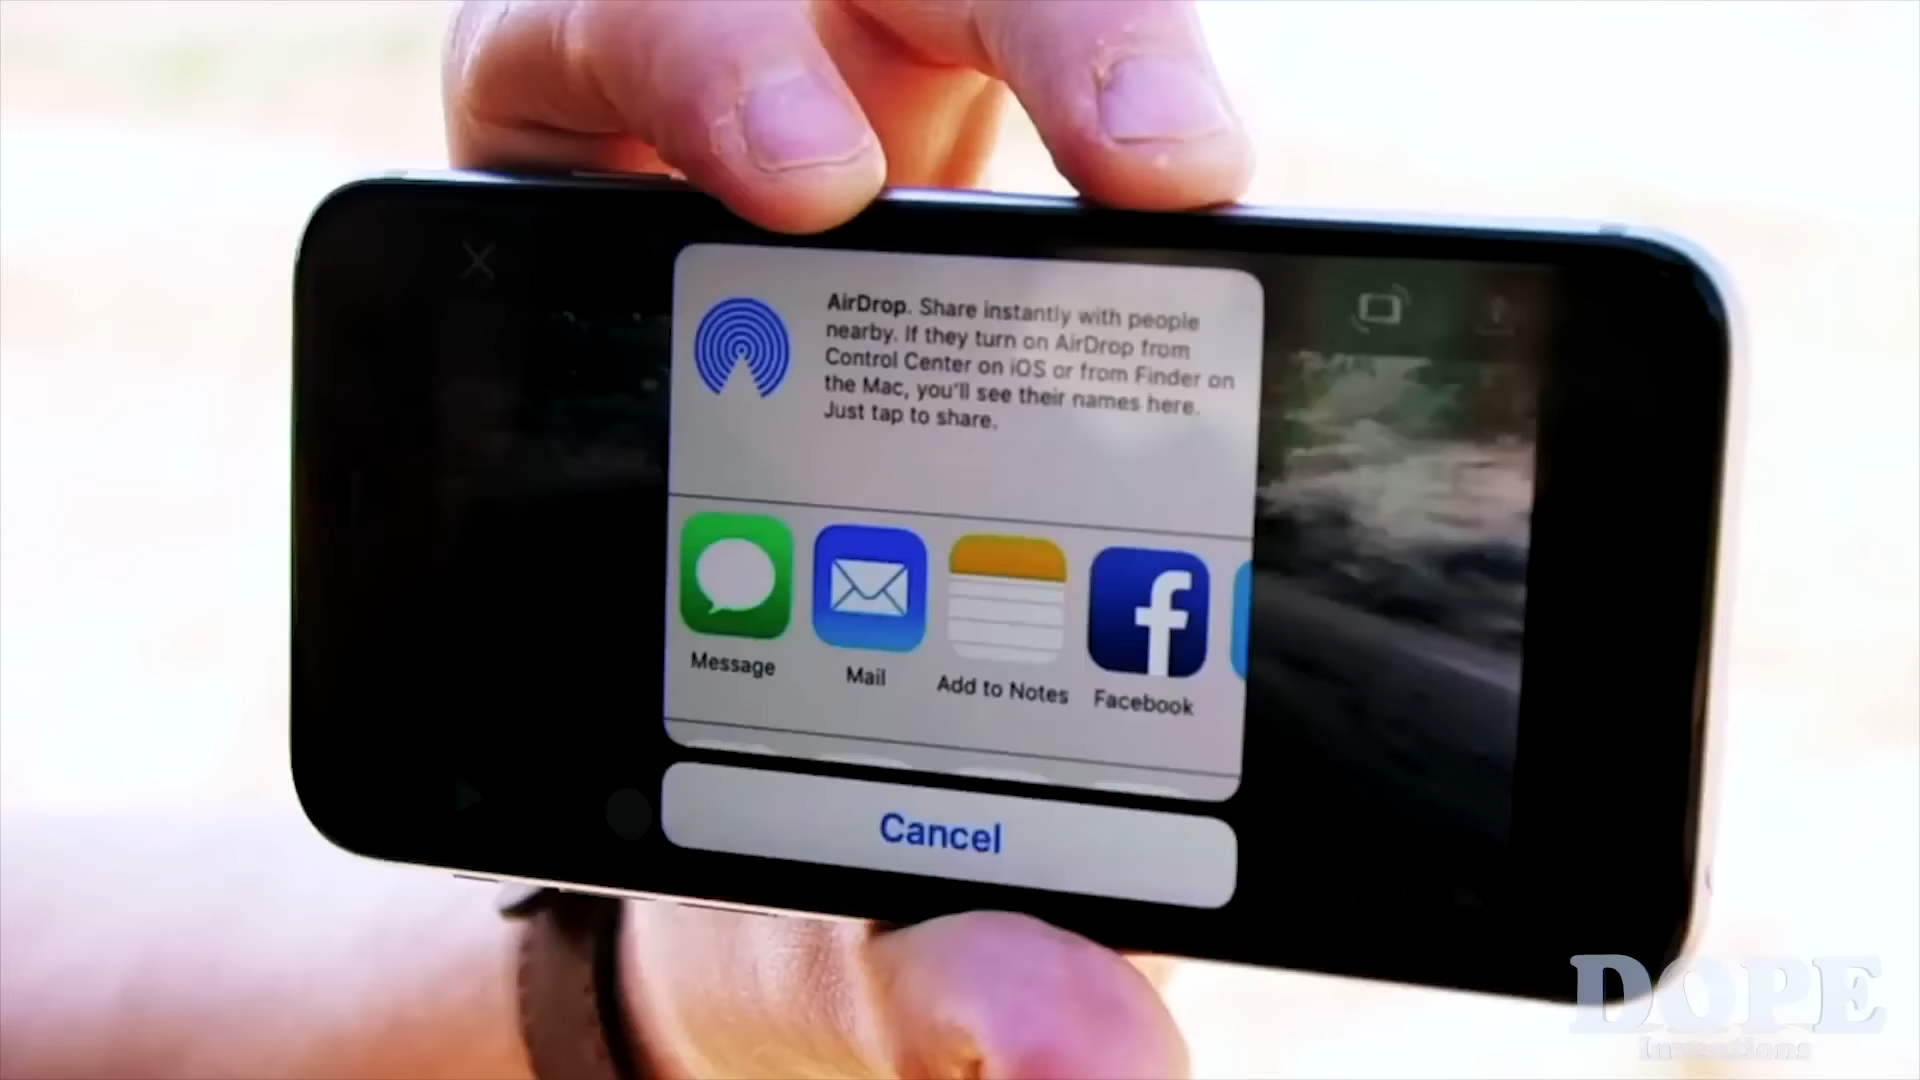 AirDrop. Share instantly with people
nearby. If they turn on AirDrop from
Control Center on iOS or from Finder on
the Mac, you'll see their names here.
Just tap to share.
Message
Mail
Add to Notes
Facebook
Cancel
DOPE
Inventions